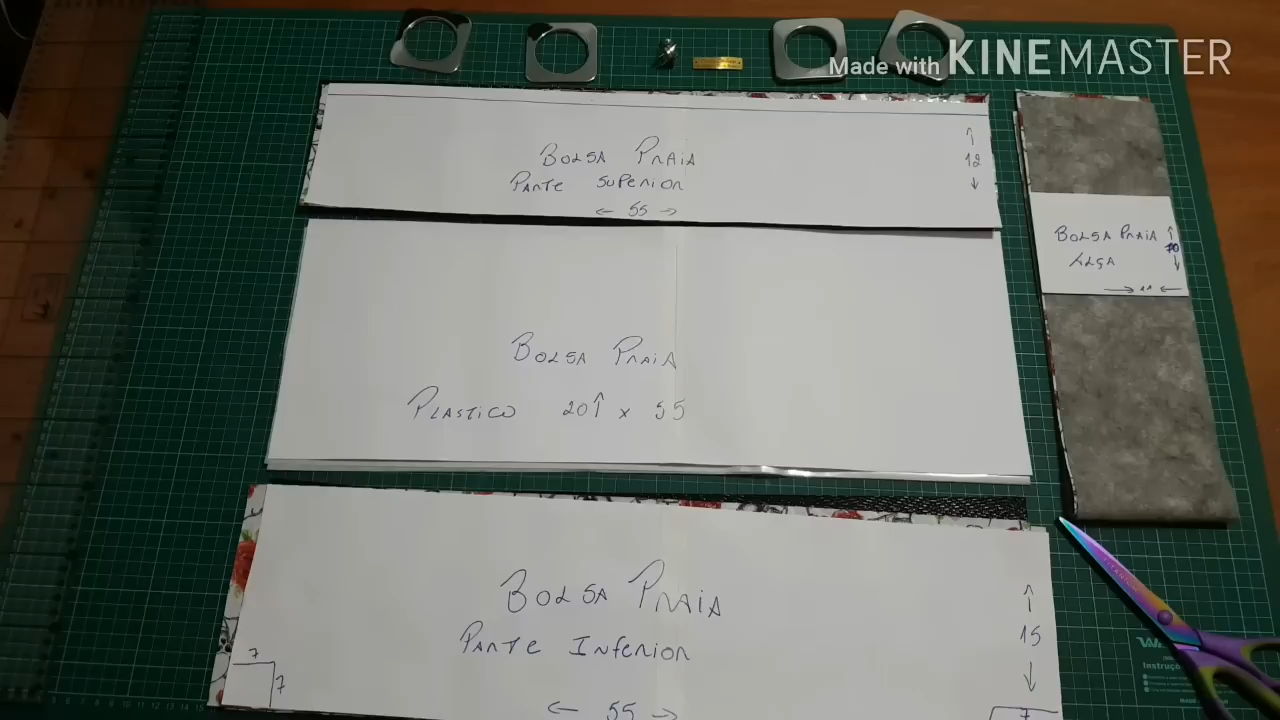 Made with KINEMASTER
BOLSA PRAIA
PARTE SUPERIOR
← 55 →
↑
12
↓
BOLSA PRAIA
ALÇA
BOLSA PRAIA
PLASTICO 20↑ x 55
BOLSA PRAIA
PARTE INFERIOR
← 55 →
↑
15
↓
7
7
7